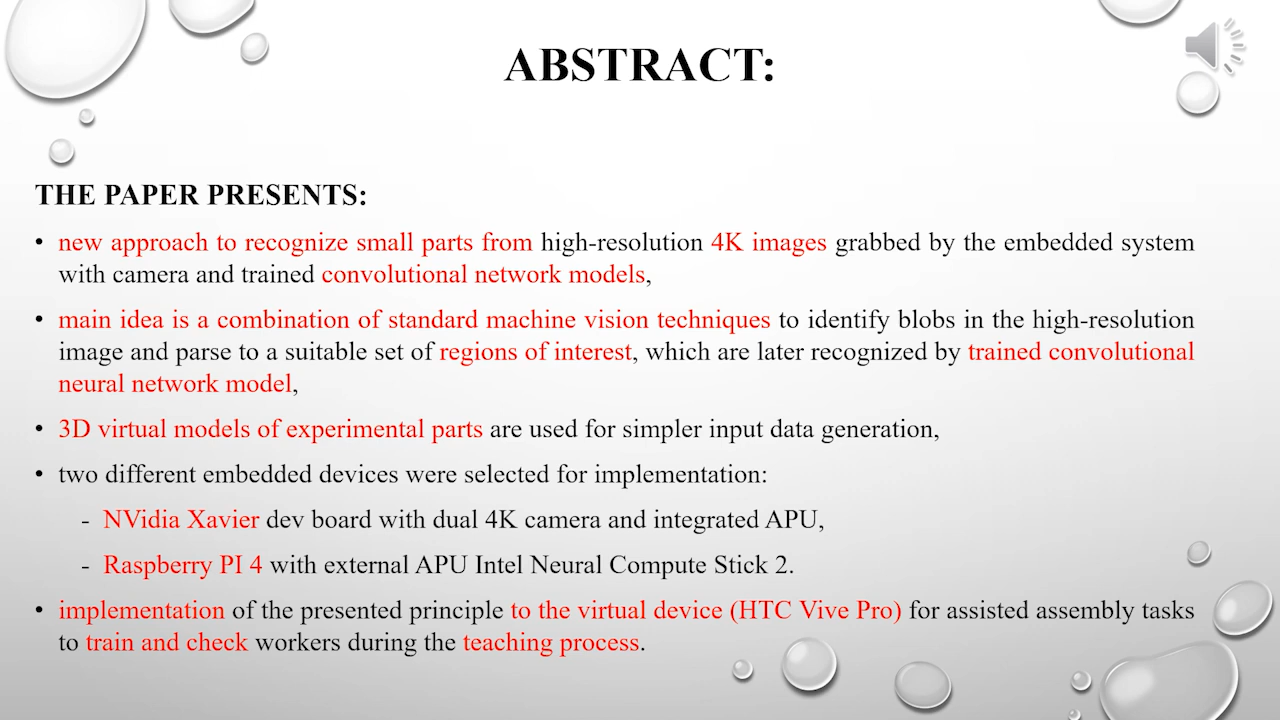 ABSTRACT:
THE PAPER PRESENTS:
• new approach to recognize small parts from high-resolution 4K images grabbed by the embedded system
with camera and trained convolutional network models,
• main idea is a combination of standard machine vision techniques to identify blobs in the high-resolution
image and parse to a suitable set of regions of interest, which are later recognized by trained convolutional
neural network model,
• 3D virtual models of experimental parts are used for simpler input data generation,
• two different embedded devices were selected for implementation:
- NVidia Xavier dev board with dual 4K camera and integrated APU,
- Raspberry PI 4 with external APU Intel Neural Compute Stick 2.
• implementation of the presented principle to the virtual device (HTC Vive Pro) for assisted assembly tasks
to train and check workers during the teaching process.